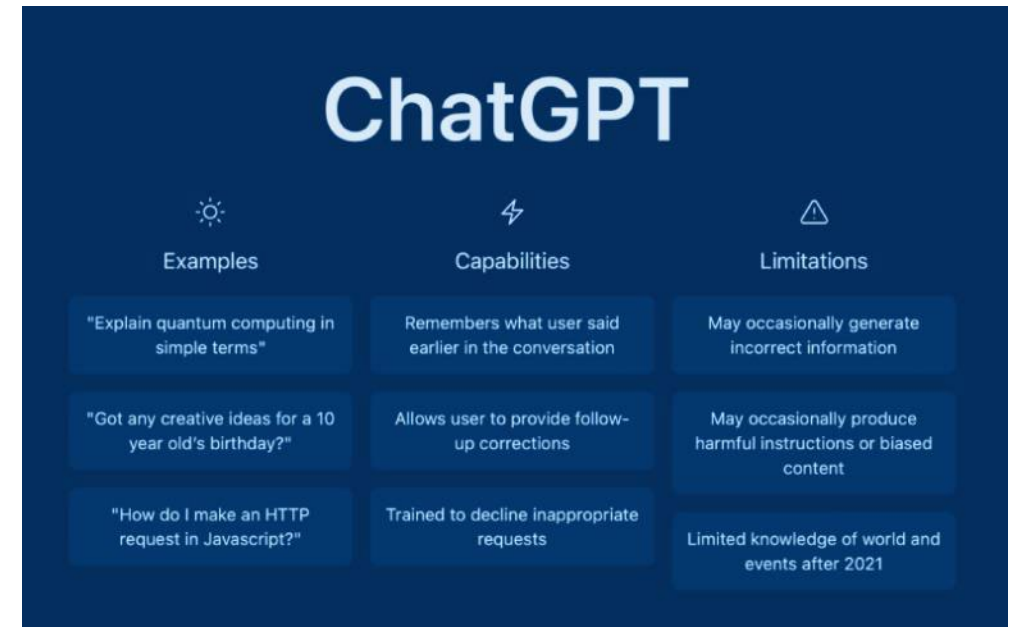 ChatGPT
Examples
"Explain quantum computing in
simple terms"
"Got any creative ideas for a 10
year old's birthday?"
"How do I make an HTTP
request in Javascript?"
Capabilities
Remembers what user said
earlier in the conversation
Allows user to provide follow-
up corrections
Trained to decline inappropriate
requests
Limitations
May occasionally generate
incorrect information
May occasionally produce
harmful instructions or biased
content
Limited knowledge of world and
events after 2021